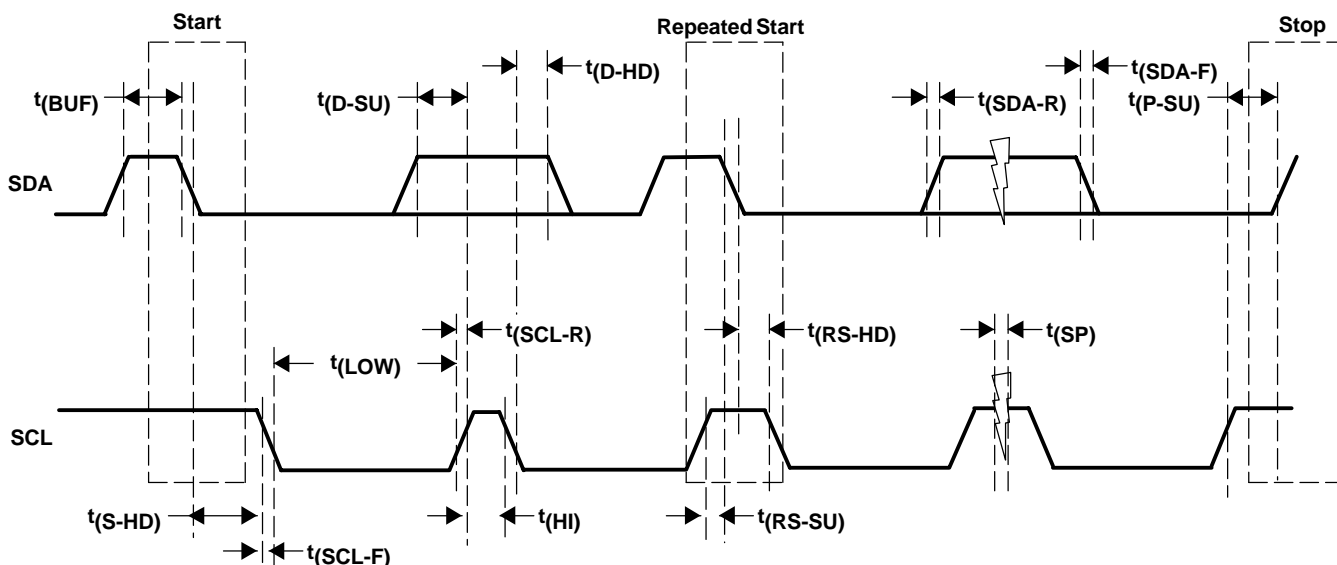 Start
Repeated Start
Stop
t(BUF)
t(D-SU)
t(D-HD)
t(SDA-R)
t(SDA-F)
t(P-SU)
SDA
t(LOW)
t(SCL-R)
t(RS-HD)
t(SP)
SCL
t(S-HD)
t(SCL-F)
t(HI)
t(RS-SU)